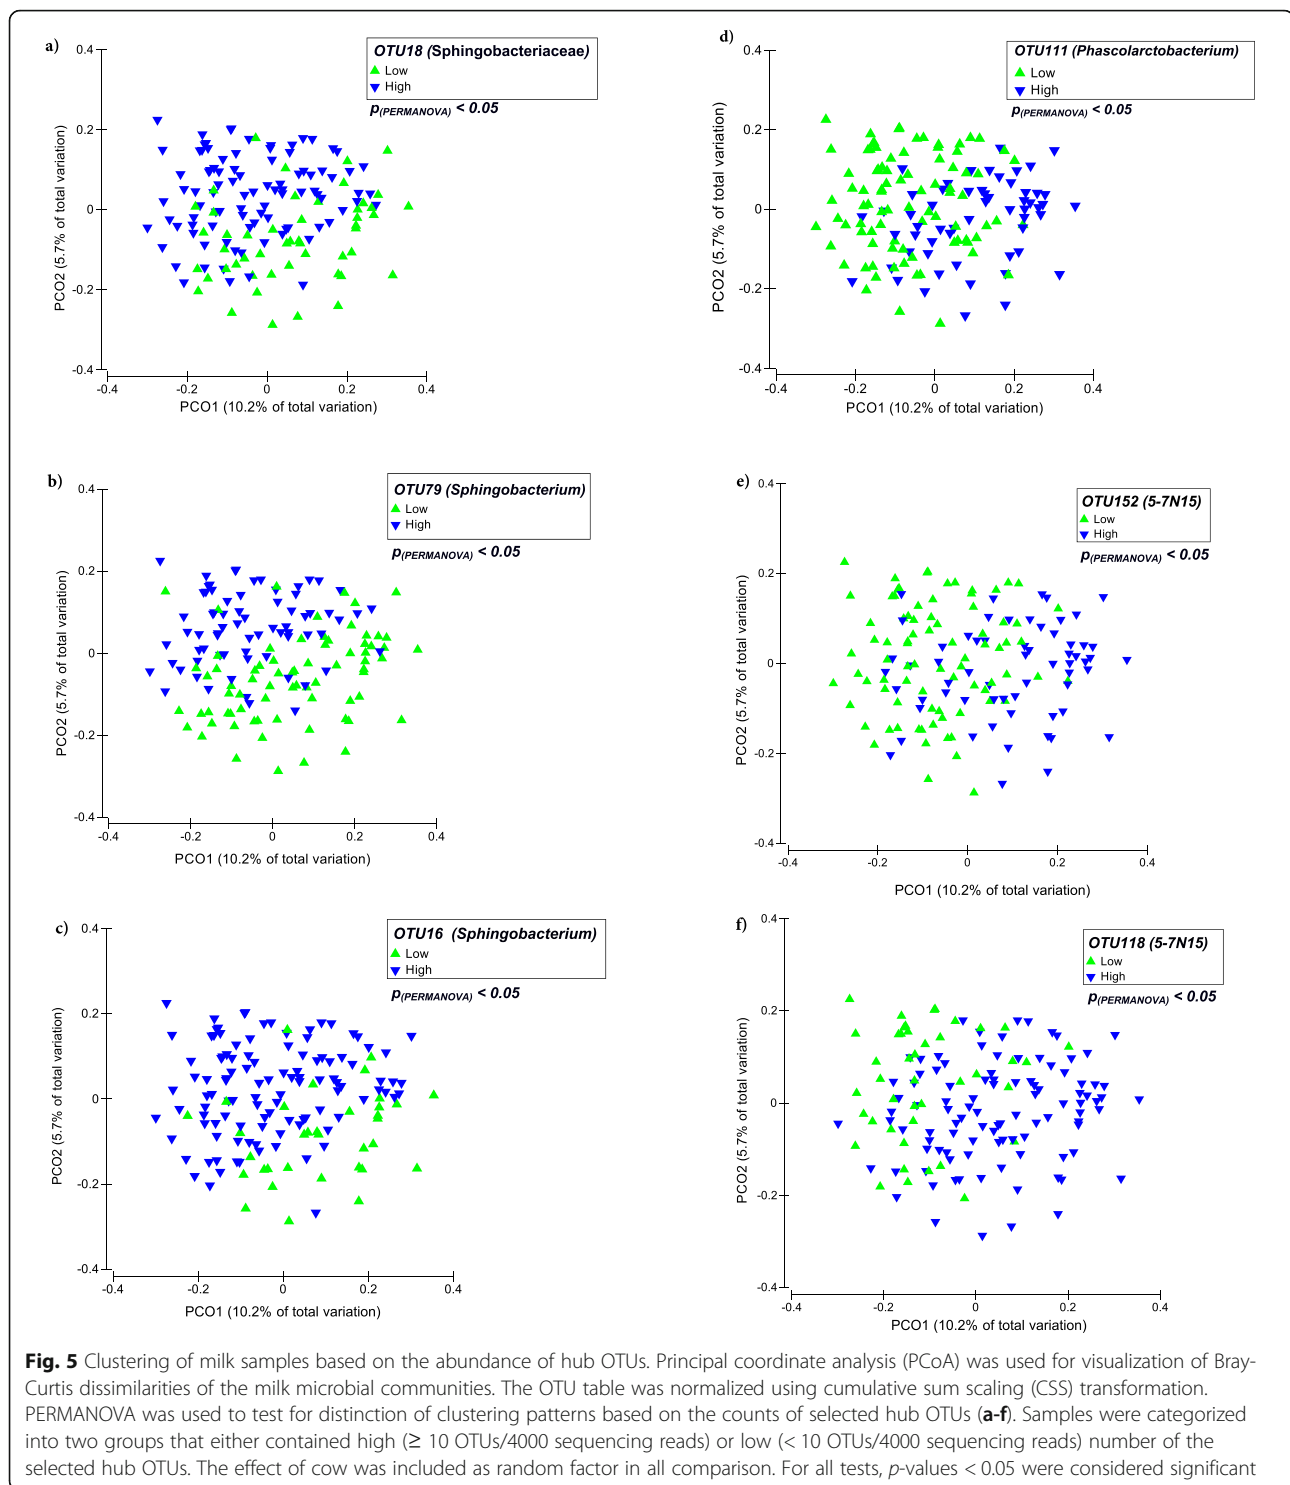 a)
OTU18 (Sphingobacteriaceae)
Low
High
p(PERMANOVA) < 0.05
0.4
0.2
0
-0.2
-0.4
PCO2 (5.7% of total variation)
-0.4 -0.2 0 0.2 0.4
PCO1 (10.2% of total variation)
b)
OTU79 (Sphingobacterium)
Low
High
p(PERMANOVA) < 0.05
0.4
0.2
0
-0.2
-0.4
PCO2 (5.7% of total variation)
-0.4 -0.2 0 0.2 0.4
PCO1 (10.2% of total variation)
c)
OTU16 (Sphingobacterium)
Low
High
p(PERMANOVA) < 0.05
0.4
0.2
0
-0.2
-0.4
PCO2 (5.7% of total variation)
-0.4 -0.2 0 0.2 0.4
PCO1 (10.2% of total variation)
d)
OTU111 (Phascolarctobacterium)
Low
High
p(PERMANOVA) < 0.05
0.4
0.2
0
-0.2
-0.4
PCO2 (5.7% of total variation)
-0.4 -0.2 0 0.2 0.4
PCO1 (10.2% of total variation)
e)
OTU152 (5-7N15)
Low
High
p(PERMANOVA) < 0.05
0.4
0.2
0
-0.2
-0.4
PCO2 (5.7% of total variation)
-0.4 -0.2 0 0.2 0.4
PCO1 (10.2% of total variation)
f)
OTU118 (5-7N15)
Low
High
p(PERMANOVA) < 0.05
0.4
0.2
0
-0.2
-0.4
PCO2 (5.7% of total variation)
-0.4 -0.2 0 0.2 0.4
PCO1 (10.2% of total variation)
Fig. 5 Clustering of milk samples based on the abundance of hub OTUs. Principal coordinate analysis (PCoA) was used for visualization of Bray-
Curtis dissimilarities of the milk microbial communities. The OTU table was normalized using cumulative sum scaling (CSS) transformation.
PERMANOVA was used to test for distinction of clustering patterns based on the counts of selected hub OTUs (a-f). Samples were categorized
into two groups that either contained high (≥ 10 OTUs/4000 sequencing reads) or low (< 10 OTUs/4000 sequencing reads) number of the
selected hub OTUs. The effect of cow was included as random factor in all comparison. For all tests, p-values < 0.05 were considered significant